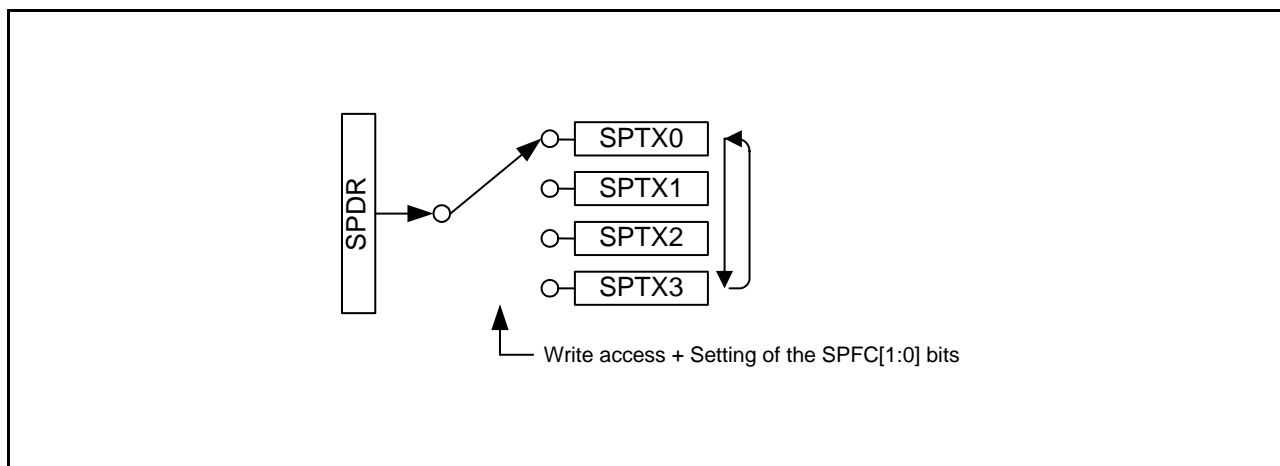 SPDR
SPTX0
SPTX1
SPTX2
SPTX3
Write access + Setting of the SPFC[1:0] bits